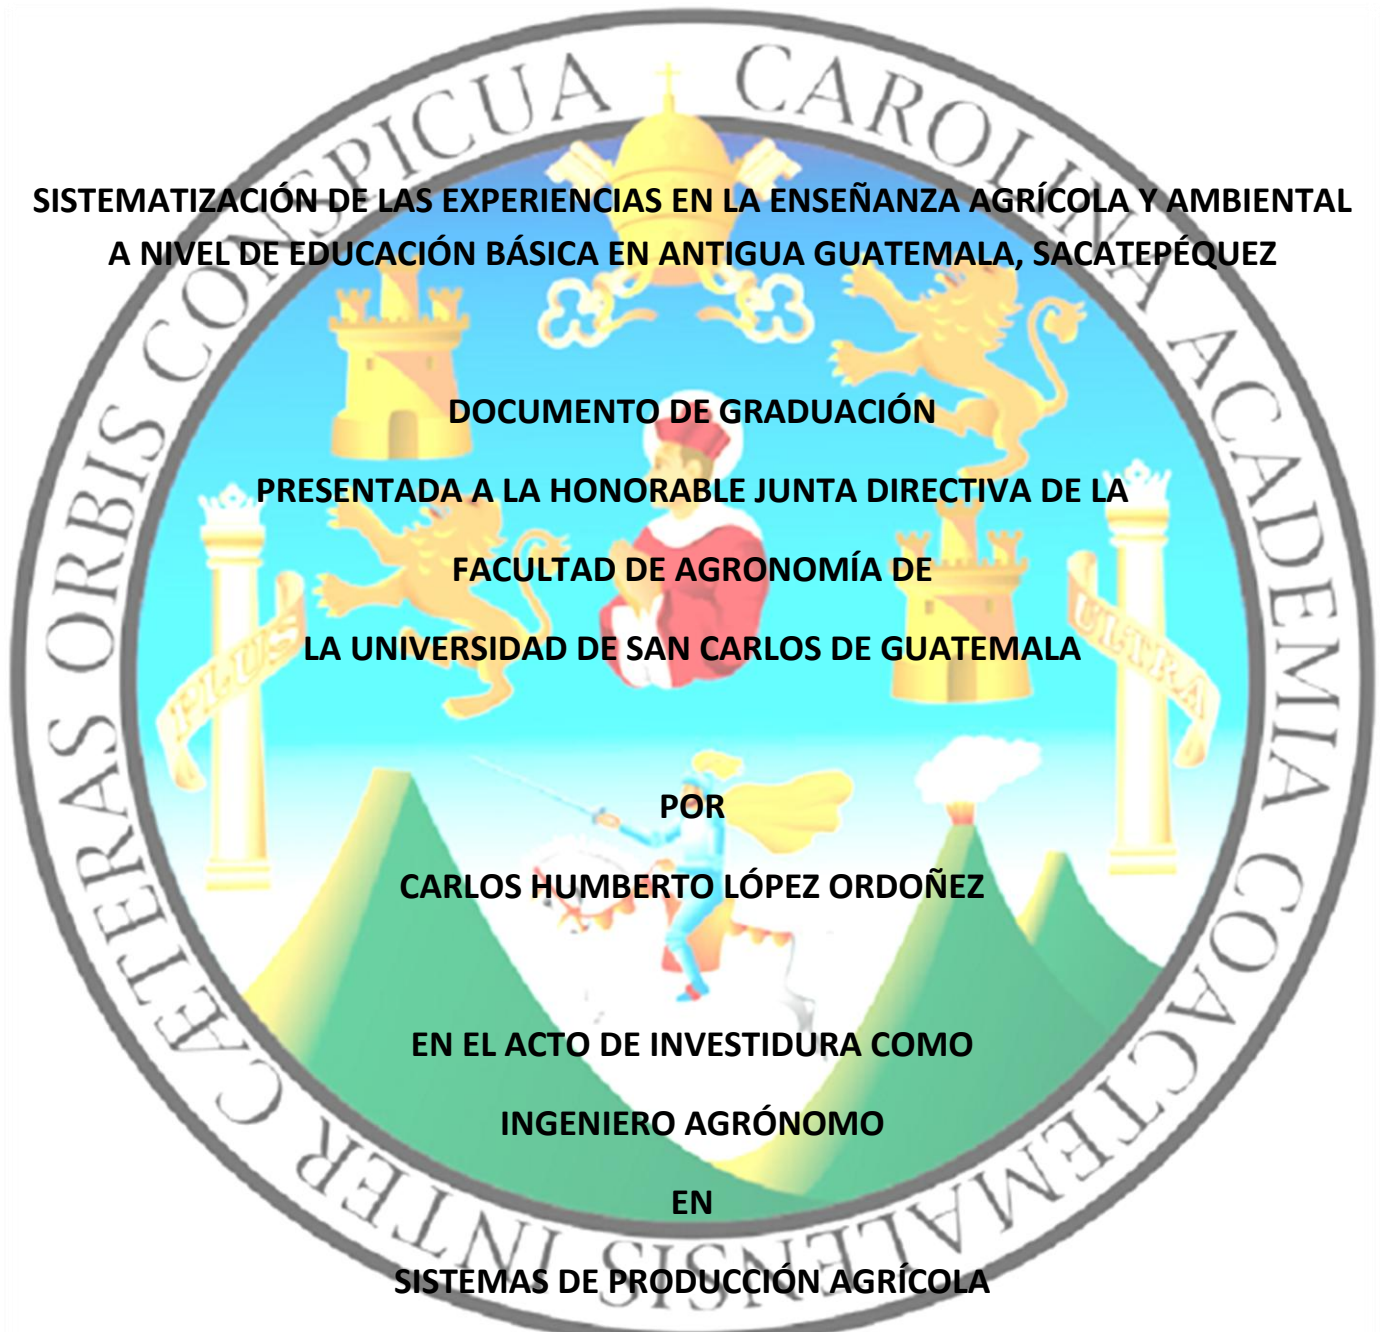 SISTEMATIZACIÓN DE LAS EXPERIENCIAS EN LA ENSEÑANZA AGRÍCOLA Y AMBIENTAL
A NIVEL DE EDUCACIÓN BÁSICA EN ANTIGUA GUATEMALA, SACATEPÉQUEZ
DOCUMENTO DE GRADUACIÓN
PRESENTADA A LA HONORABLE JUNTA DIRECTIVA DE LA
FACULTAD DE AGRONOMÍA DE
LA UNIVERSIDAD DE SAN CARLOS DE GUATEMALA
POR
CARLOS HUMBERTO LÓPEZ ORDOÑEZ
EN EL ACTO DE INVESTIDURA COMO
INGENIERO AGRÓNOMO
EN
SISTEMAS DE PRODUCCIÓN AGRÍCOLA
CAROLINA ACADEMIA COACTEMALENSIS INTER CÆTERAS ORBIS CONSPICUA
PLUS
ULTRA